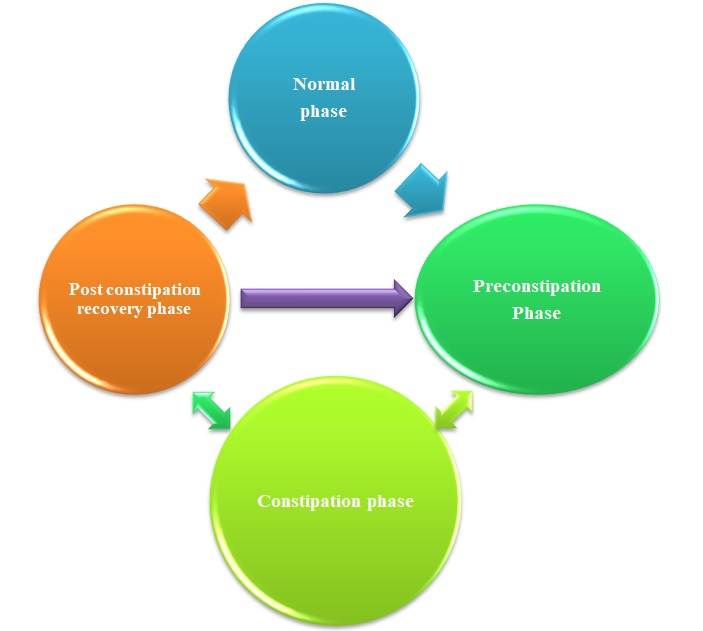 Normal
phase
Post constipation
recovery phase
Preconstipation
Phase
Constipation phase